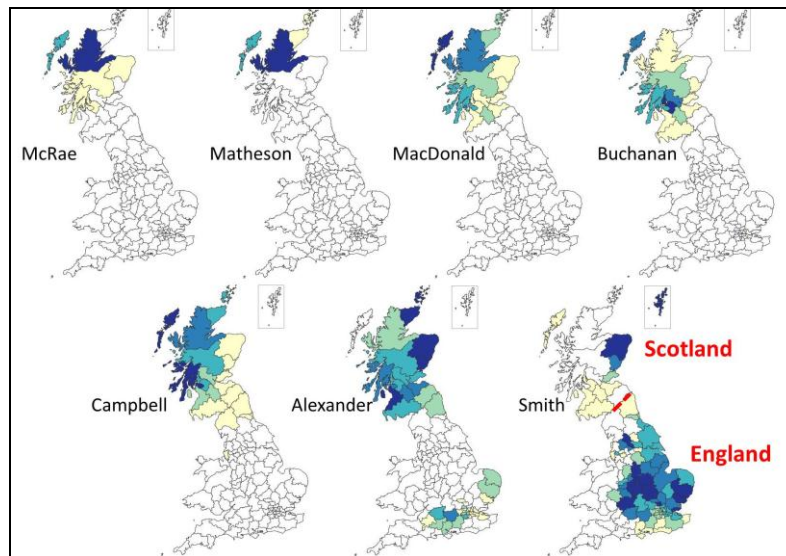 McRae
Matheson
MacDonald
Buchanan
Campbell
Alexander
Smith
Scotland
England